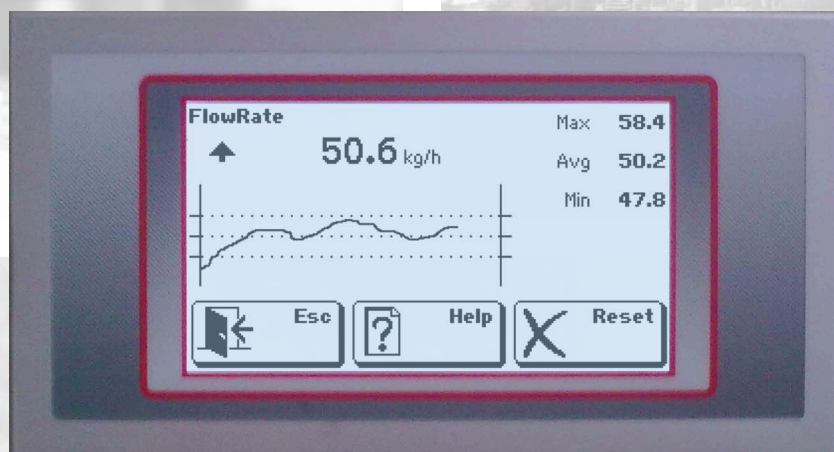 FlowRate
50.6 kg/h
Max 58.4
Avg 50.2
Min 47.8
Esc
?
Help
Reset